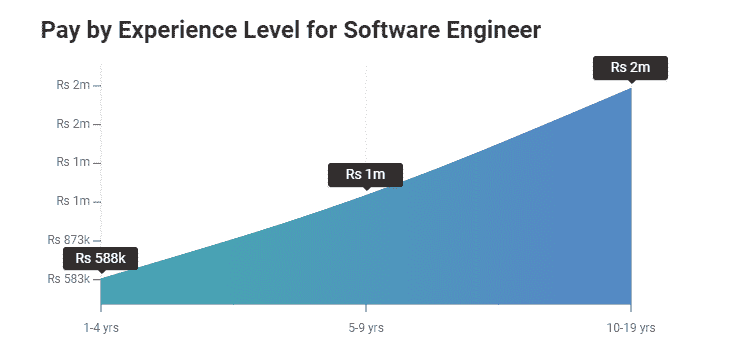 Pay by Experience Level for Software Engineer
Rs 2m
Rs 2m
Rs 2m
Rs 1m
Rs 1m
Rs 1m
Rs 873k
Rs 588k
Rs 583k
1-4 yrs
5-9 yrs
10-19 yrs